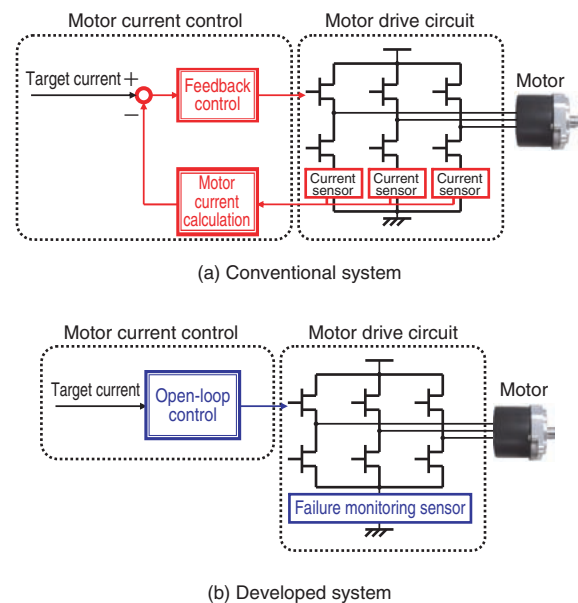 Motor current control
Motor drive circuit
Target current
+
−
Feedback
control
Motor
Motor
current
calculation
Current
sensor
Current
sensor
Current
sensor
(a) Conventional system
Motor current control
Motor drive circuit
Target current
Open-loop
control
Motor
Failure monitoring sensor
(b) Developed system